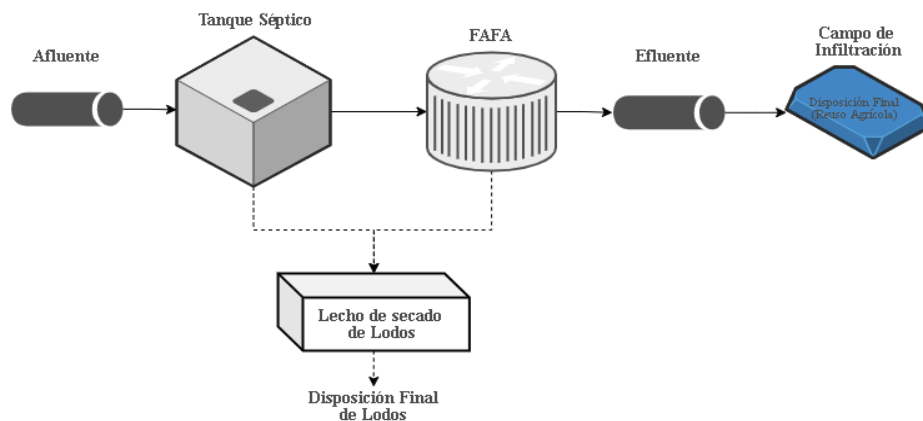 Tanque Séptico
FAFA
Campo de
Infiltración
Afluente
Efluente
Disposición Final
(Reuso Agrícola)
Lecho de secado
de Lodos
Disposición Final
de Lodos